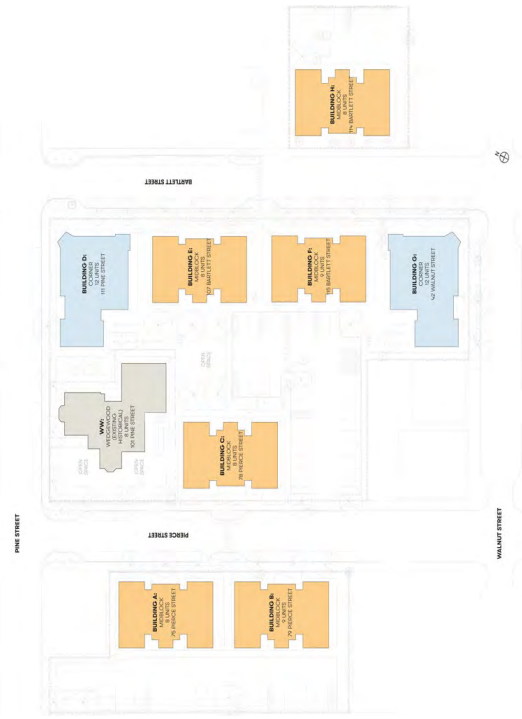 BUILDING H:
MIDBLOCK
8 UNITS
114 BARTLETT STREET
N
BARTLETT STREET
BUILDING D:
CORNER
12 UNITS
111 PINE STREET
BUILDING E:
MIDBLOCK
8 UNITS
107 BARTLETT STREET
BUILDING F:
MIDBLOCK
9 UNITS
115 BARTLETT STREET
BUILDING G:
CORNER
12 UNITS
42 WALNUT STREET
OPEN
SPACE
WW:
WEDGEWOOD
(EXISTING
HISTORICAL)
8 UNITS
101 PINE STREET
OPEN
SPACE
OPEN
SPACE
BUILDING C:
MIDBLOCK
8 UNITS
78 PIERCE STREET
PINE STREET
PIERCE STREET
WALNUT STREET
BUILDING A:
MIDBLOCK
8 UNITS
75 PIERCE STREET
BUILDING B:
MIDBLOCK
9 UNITS
79 PIERCE STREET